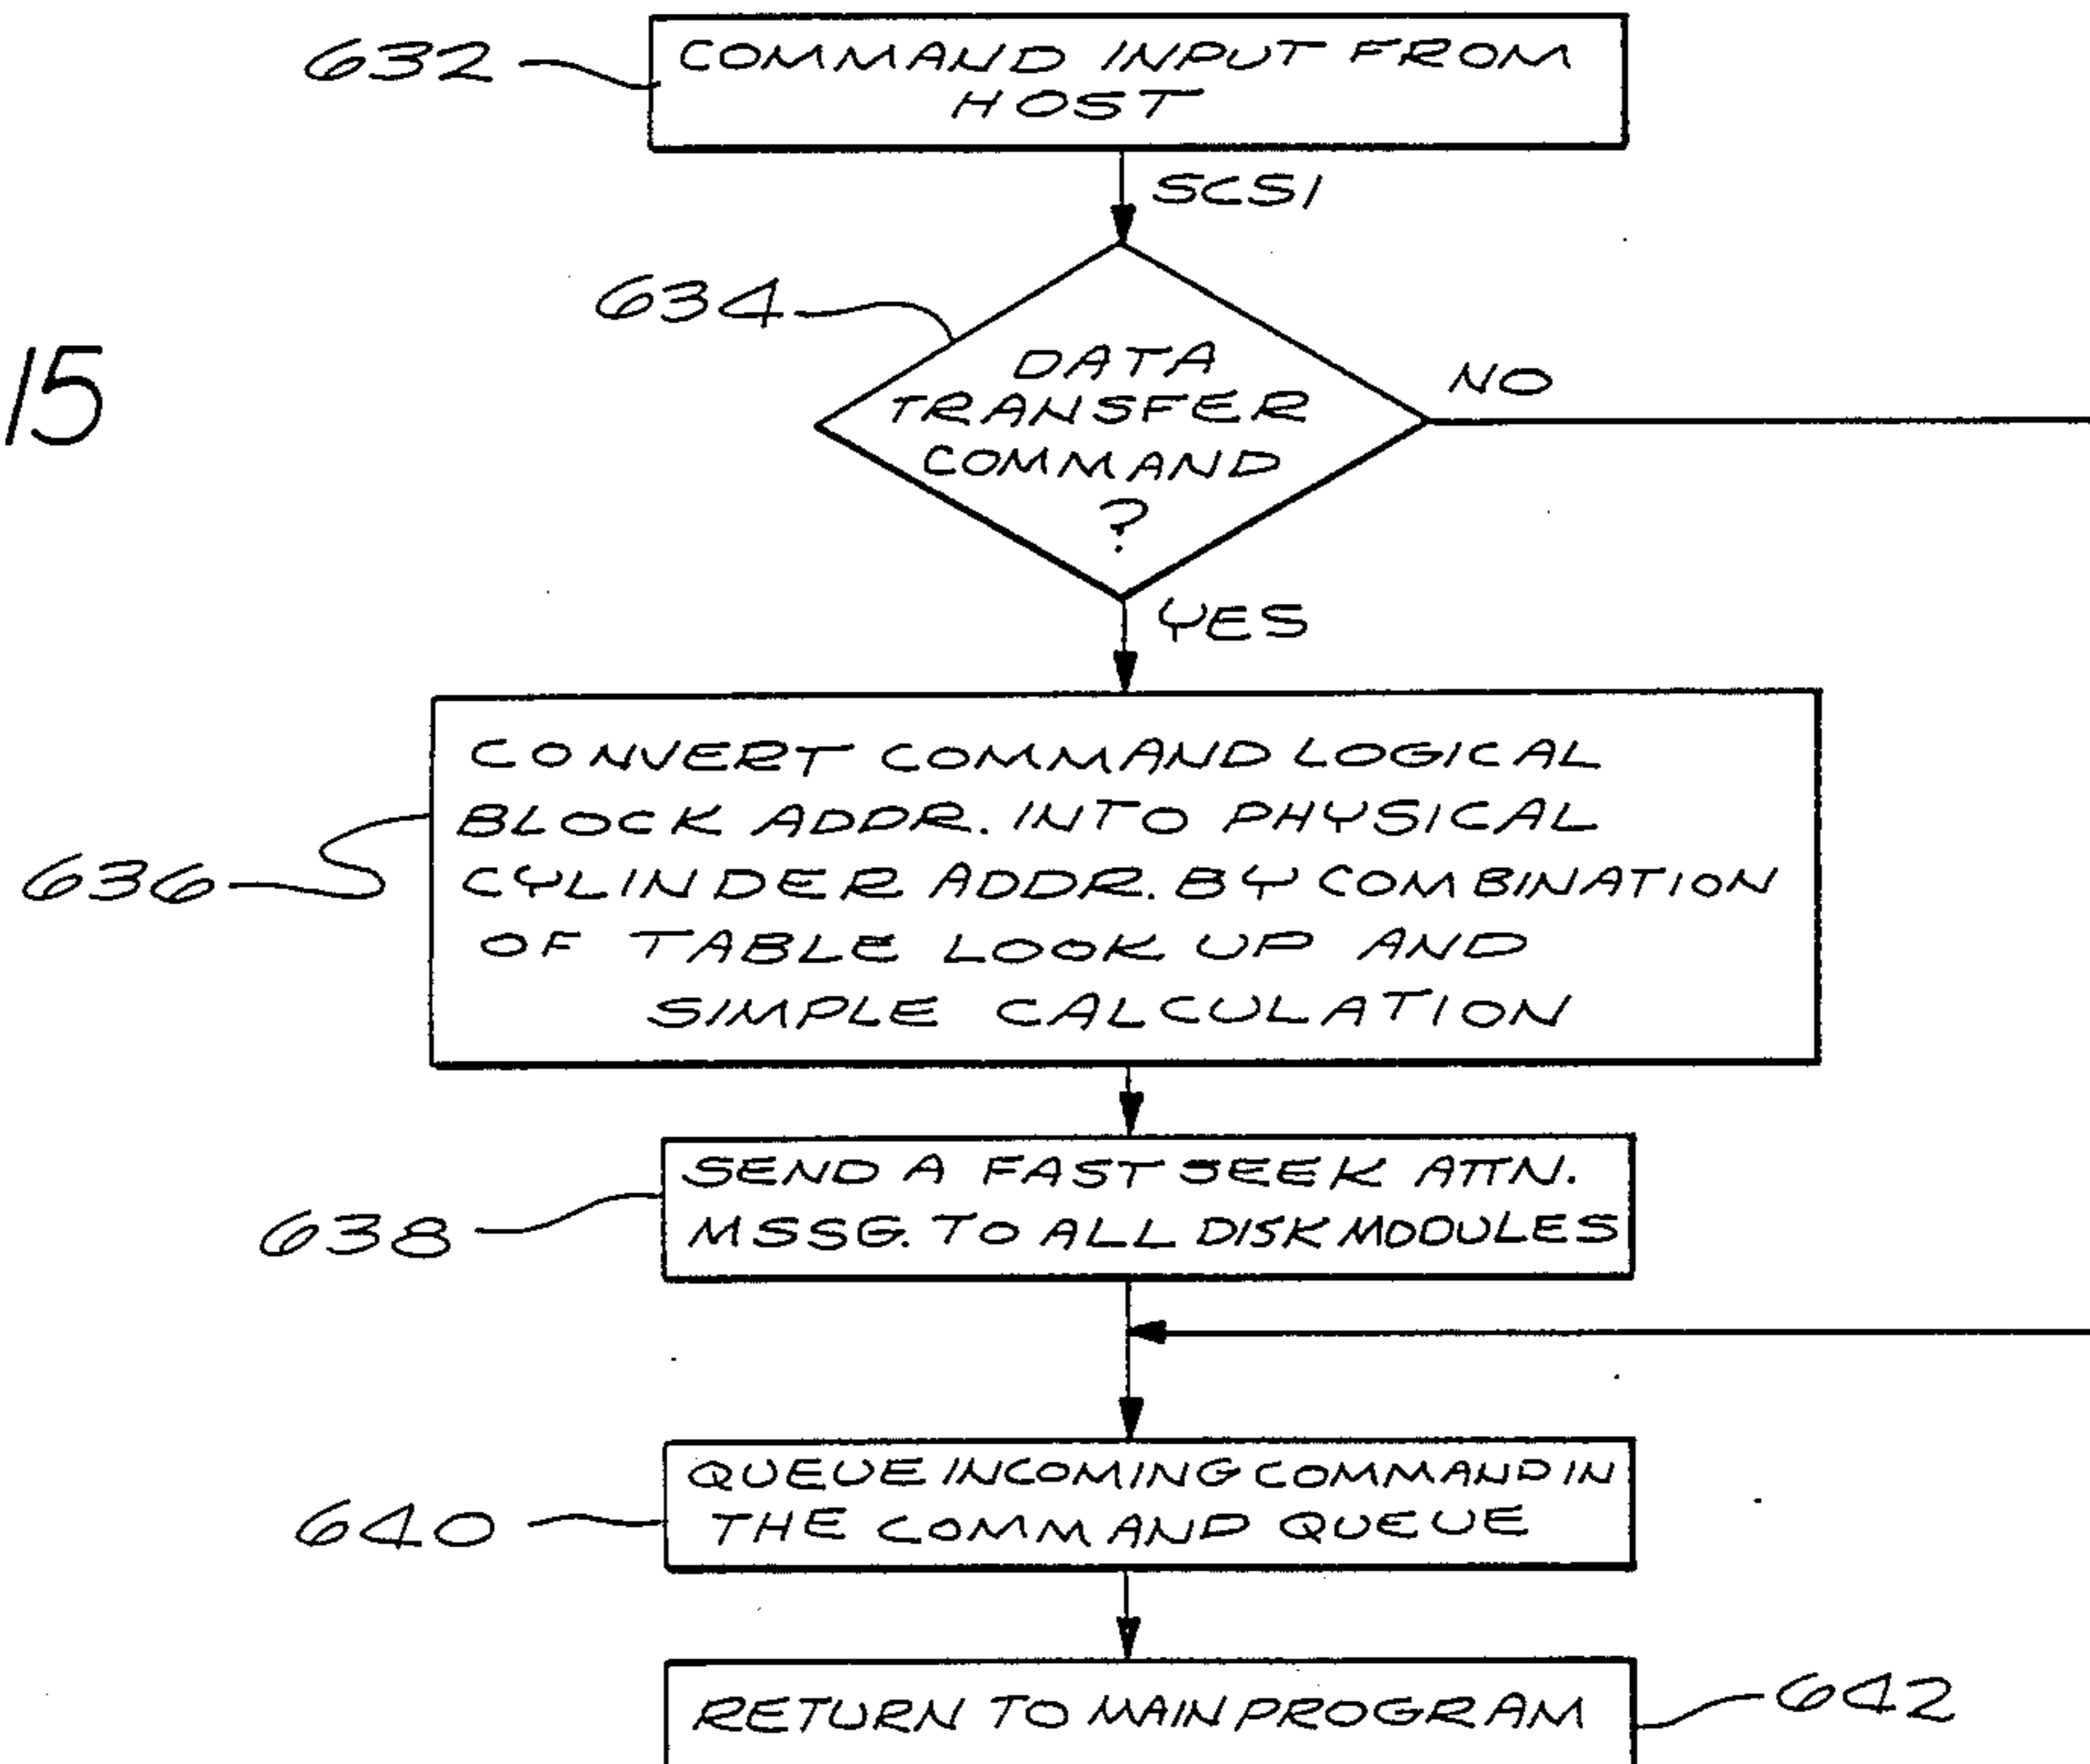 632
COMMAND INPUT FROM
HOST
SCSI
634
15
DATA
TRANSFER
COMMAND
?
NO
YES
636
CONVERT COMMAND LOGICAL
BLOCK ADDR. INTO PHYSICAL
CYLINDER ADDR. BY COMBINATION
OF TABLE LOOK UP AND
SIMPLE CALCULATION
638
SEND A FAST SEEK ATTN.
MSSG. TO ALL DISK MODULES
640
QUEUE INCOMING COMMAND IN
THE COMMAND QUEUE
RETURN TO MAIN PROGRAM
642